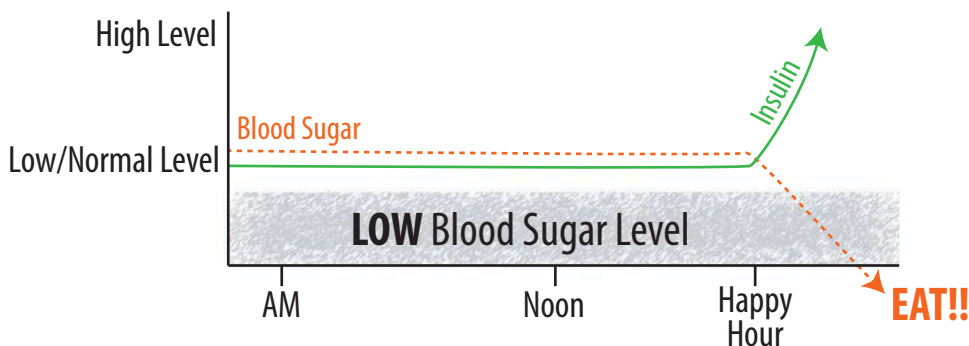 High Level
Insulin
Blood Sugar
Low/Normal Level
LOW Blood Sugar Level
AM
Noon
Happy
Hour
EAT!!